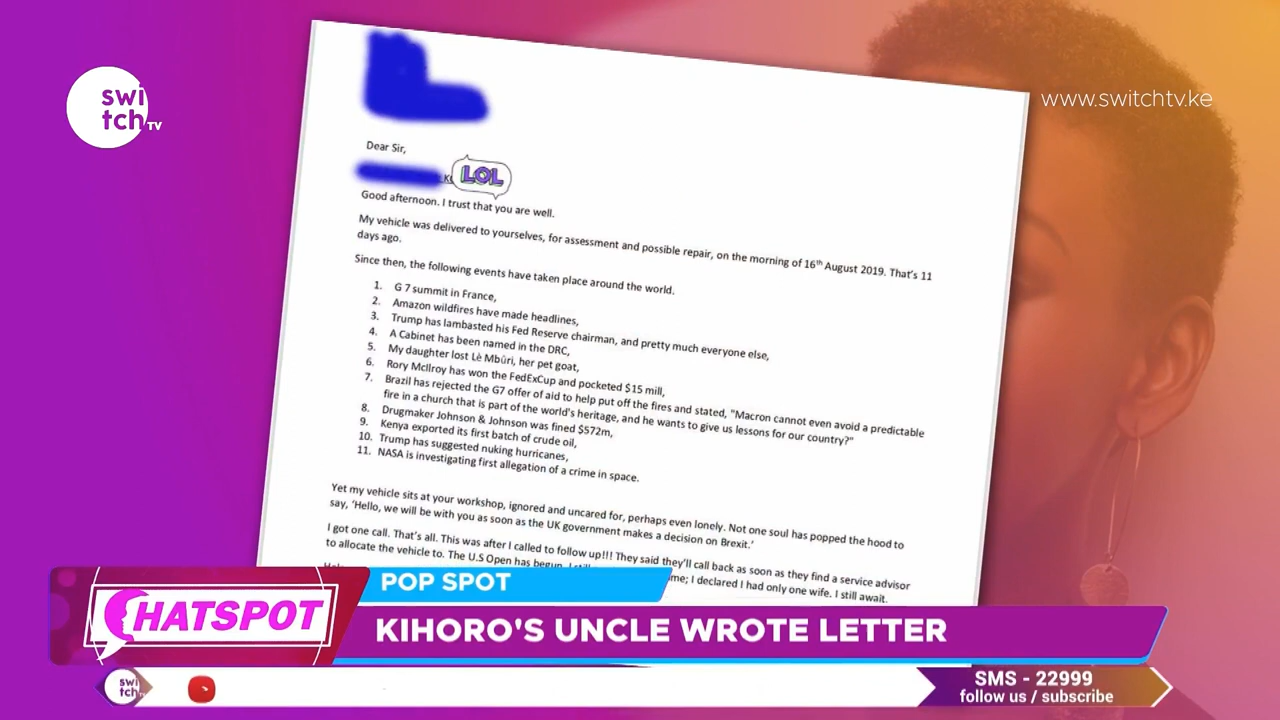 swi
tch TV
www.switchtv.ke
Dear Sir,
LOL
Good afternoon. I trust that you are well.
My vehicle was delivered to yourselves, for assessment and possible repair, on the morning of 16th August 2019. That's 11
days ago.
Since then, the following events have taken place around the world.
1. G 7 summit in France,
2. Amazon wildfires have made headlines,
3. Trump has lambasted his Fed Reserve chairman, and pretty much everyone else,
4. A Cabinet has been named in the DRC,
5. My daughter lost Lè Mbũri, her pet goat,
6. Rory McIlroy has won the FedExCup and pocketed $15 mill,
7. Brazil has rejected the G7 offer of aid to help put off the fires and stated, "Macron cannot even avoid a predictable
fire in a church that is part of the world's heritage, and he wants to give us lessons for our country?"
8. Drugmaker Johnson & Johnson was fined $572m,
9. Kenya exported its first batch of crude oil,
10. Trump has suggested nuking hurricanes,
11. NASA is investigating first allegation of a crime in space.
Yet my vehicle sits at your workshop, ignored and uncared for, perhaps even lonely. Not one soul has popped the hood to
say, 'Hello, we will be with you as soon as the UK government makes a decision on Brexit.'
I got one call. That's all. This was after I called to follow up!!! They said they'll call back as soon as they find a service advisor
to allocate the vehicle to. The U.S Open has begun, me; I declared I had only one wife. I still await.
CHATSPOT
POP SPOT
KIHORO'S UNCLE WROTE LETTER
swi
tch TV
SMS - 22999
follow us / subscribe